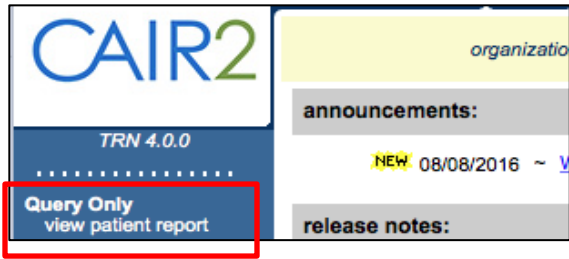 CAIR2
organizatio
announcements:
TRN 4.0.0
NEW 08/08/2016 ~
Query Only
view patient report
release notes: